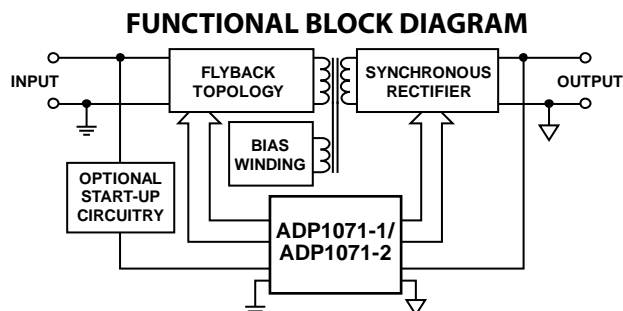 FUNCTIONAL BLOCK DIAGRAM
INPUT
FLYBACK
TOPOLOGY
SYNCHRONOUS
RECTIFIER
OUTPUT
BIAS
WINDING
OPTIONAL
START-UP
CIRCUITRY
ADP1071-1/
ADP1071-2